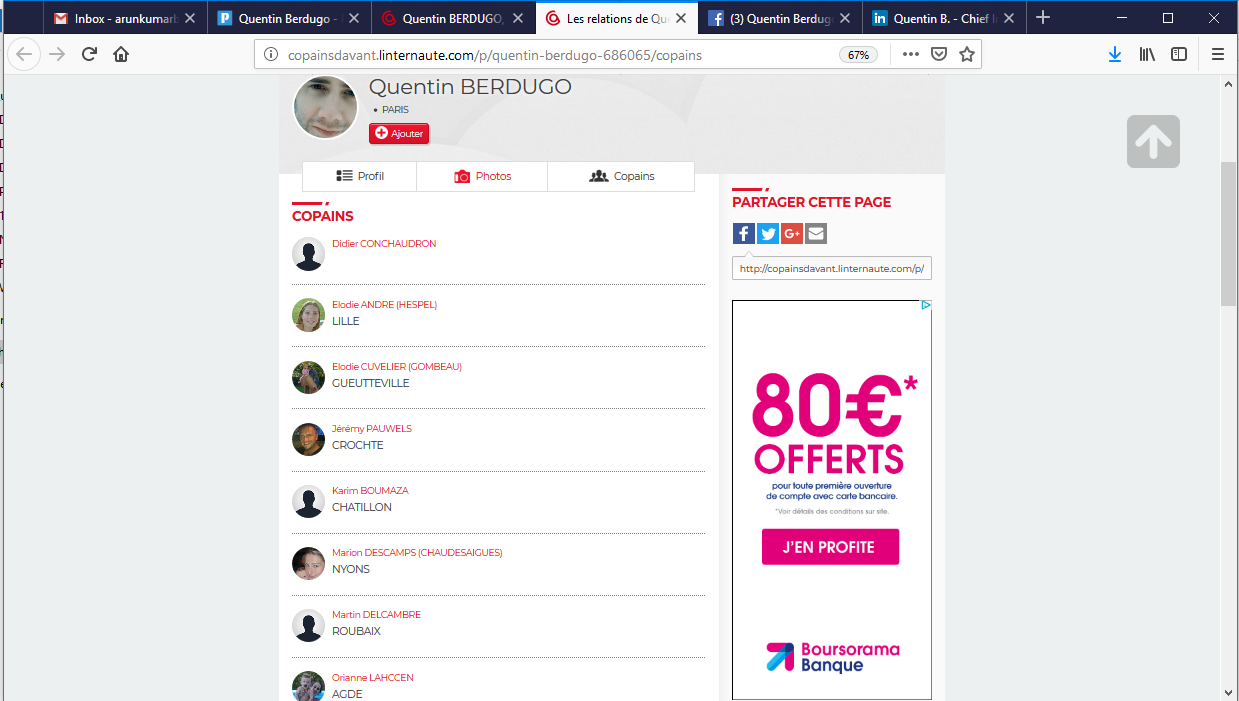 Inbox - arunkumarb
Quentin Berdugo -
Quentin BERDUGO,
Les relations de Qu
(3) Quentin Berdug
Quentin B. - Chief I
copainsdavant.linternaute.com/p/quentin-berdugo-686065/copains
67%
Quentin BERDUGO
• PARIS
Ajouter
Profil
Photos
Copains
COPAINS
Didier CONCHAUDRON
Elodie ANDRE (HESPEL)
LILLE
Elodie CUVELIER (GOMBEAU)
GUEUTTEVILLE
Jérémy PAUWELS
CROCHTE
Karim BOUMAZA
CHATILLON
Marion DESCAMPS (CHAUDESAIGUES)
NYONS
Martin DELCAMBRE
ROUBAIX
Orianne LAHCCEN
AGDE
PARTAGER CETTE PAGE
http://copainsdavant.linternaute.com/p/
80€*
OFFERTS
pour toute première ouverture
de compte avec carte bancaire.
*Voir détails des conditions sur site.
J'EN PROFITE
Boursorama
Banque